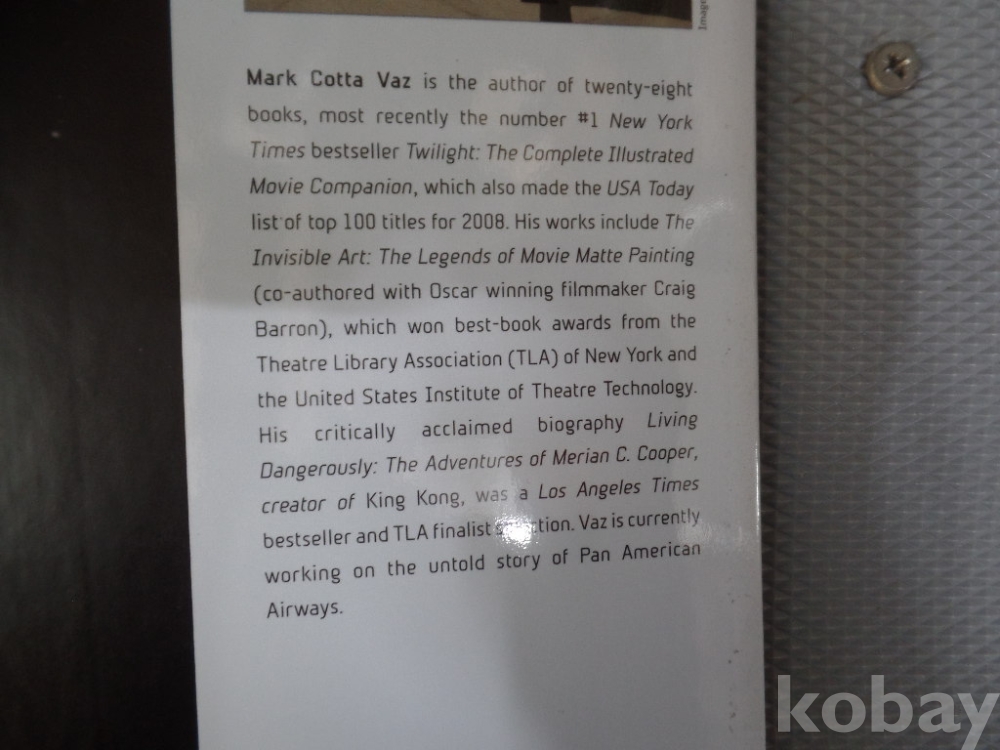 Image
Mark Cotta Vaz is the author of twenty-eight
books, most recently the number #1 New York
Times bestseller Twilight: The Complete Illustrated
Movie Companion, which also made the USA Today
list of top 100 titles for 2008. His works include The
Invisible Art: The Legends of Movie Matte Painting
(co-authored with Oscar winning filmmaker Craig
Barron), which won best-book awards from the
Theatre Library Association (TLA) of New York and
the United States Institute of Theatre Technology.
His critically acclaimed biography Living
Dangerously: The Adventures of Merian C. Cooper,
creator of King Kong, was a Los Angeles Times
bestseller and TLA finalist Vaz is currently
working on the untold story of Pan American
Airways.
kobay